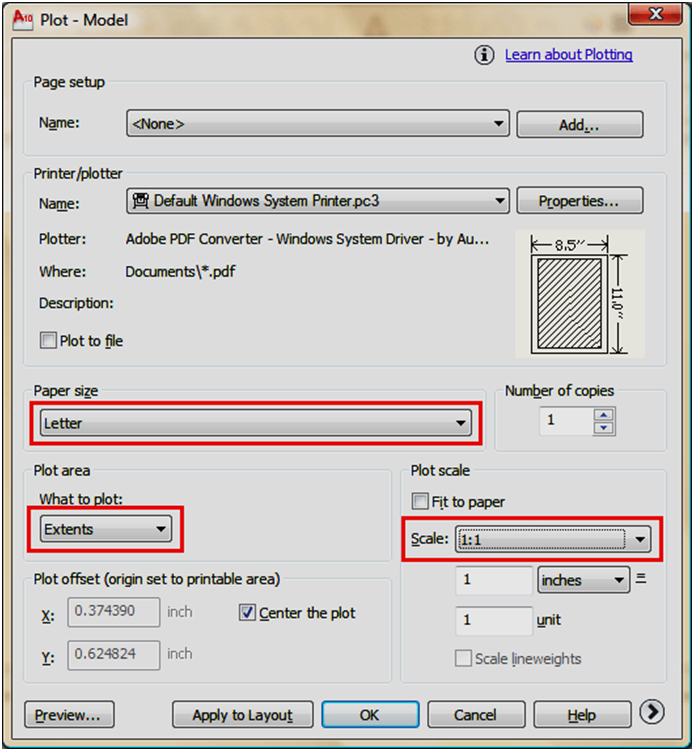 A10 Plot - Model
Learn about Plotting
Page setup
Name: <None> Add...
Printer/plotter
Name: Default Windows System Printer.pc3 Properties...
Plotter: Adobe PDF Converter - Windows System Driver - by Au...
Where: Documents\*.pdf
Description:
Plot to file
8.5″
11.0″
Paper size
Letter
Number of copies
1
Plot area
What to plot:
Extents
Plot scale
Fit to paper
Scale: 1:1
1 inches =
1 unit
Scale lineweights
Plot offset (origin set to printable area)
X: 0.374390 inch
Center the plot
Y: 0.624824 inch
Preview... Apply to Layout OK Cancel Help